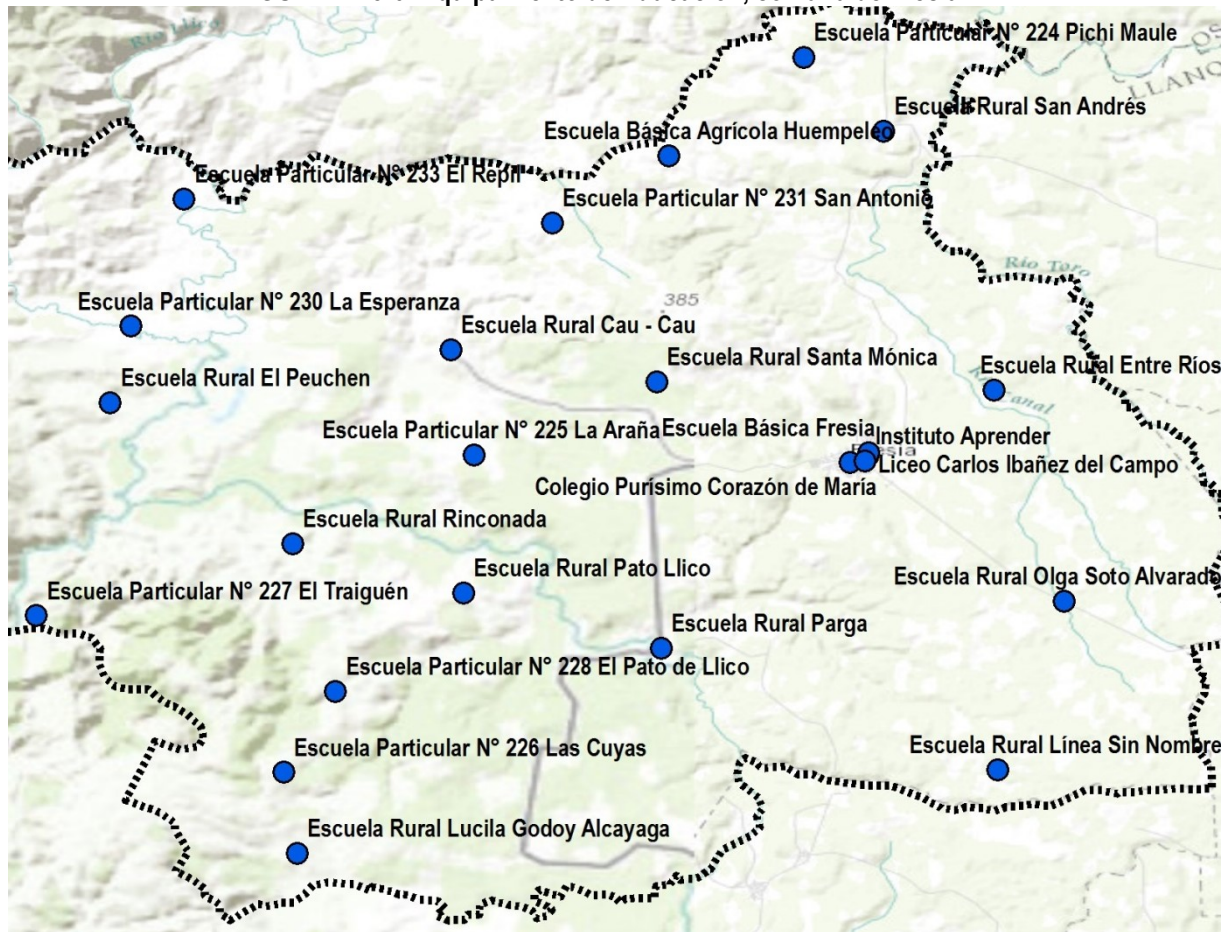 Río Llico
Escuela Particular N° 224 Pichi Maule
LLANQ
Escuela Rural San Andrés
Escuela Básica Agrícola Huempeleo
Escuela Particular N° 233 El Repil
Escuela Particular N° 231 San Antonio
Río Toro
Escuela Particular N° 230 La Esperanza
385
Escuela Rural Cau - Cau
Escuela Rural Santa Mónica
Escuela Rural Entre Ríos
Escuela Rural El Peuchen
Escuela Particular N° 225 La Araña
Escuela Básica Fresia
Instituto Aprender
Liceo Carlos Ibañez del Campo
Colegio Purísimo Corazón de María
Escuela Rural Rinconada
Escuela Rural Pato Llico
Escuela Rural Olga Soto Alvarado
Escuela Particular N° 227 El Traiguén
Escuela Rural Parga
Escuela Particular N° 228 El Pato de Llico
Escuela Particular N° 226 Las Cuyas
Escuela Rural Línea Sin Nombre
Escuela Rural Lucila Godoy Alcayaga